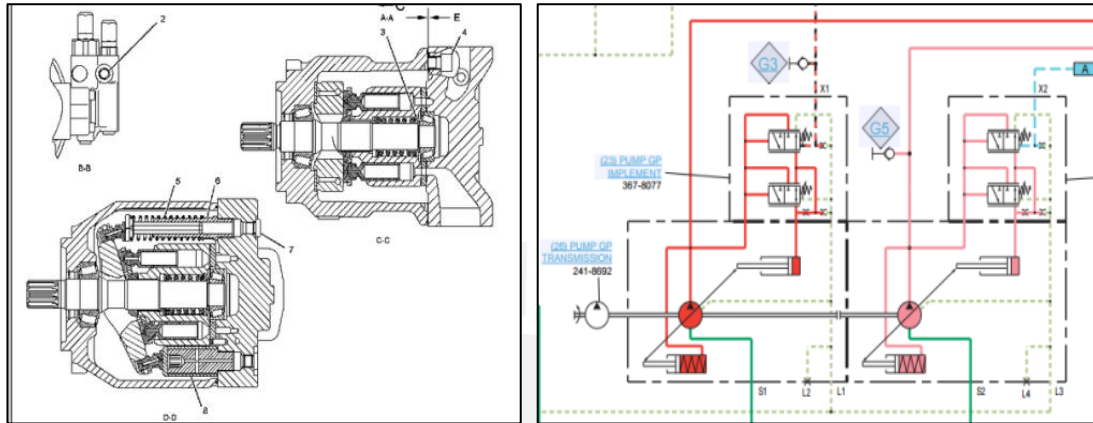 2
B-B
A-A
E
3
4
C-C
5
6
7
8
D-D
G3
X1
G5
X2
A
(23) PUMP GP
IMPLEMENT
367-8077
(26) PUMP GP
TRANSMISSION
241-8692
S1
L2
L1
S2
L4
L3